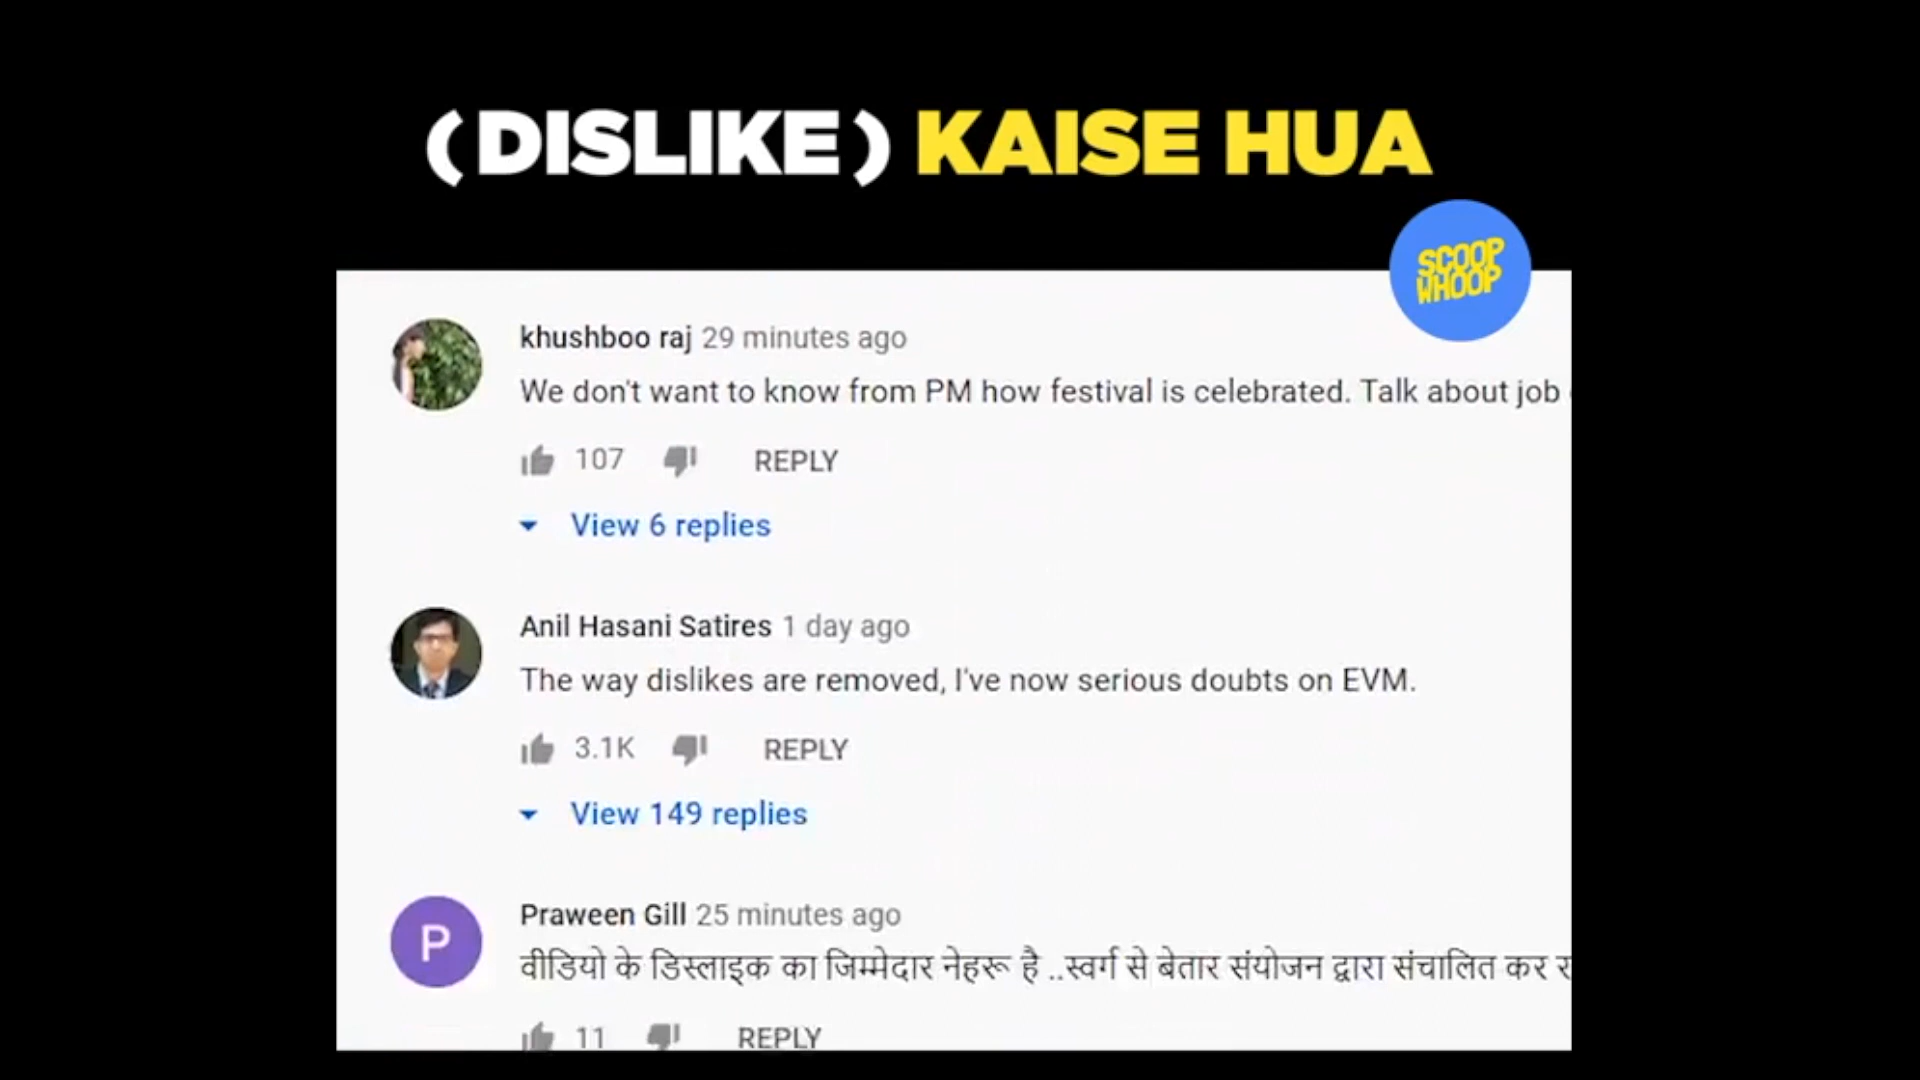 (DISLIKE) KAISE HUA
SCOOP
WHOOP
khushboo raj 29 minutes ago
We don't want to know from PM how festival is celebrated. Talk about job
107 REPLY
View 6 replies
Anil Hasani Satires 1 day ago
The way dislikes are removed, I've now serious doubts on EVM.
3.1K REPLY
View 149 replies
P
Praween Gill 25 minutes ago
वीडियो के डिस्लाइक का जिम्मेदार नेहरू है ..स्वर्ग से बेतार संयोजन द्वारा संचालित कर
11 REPLY